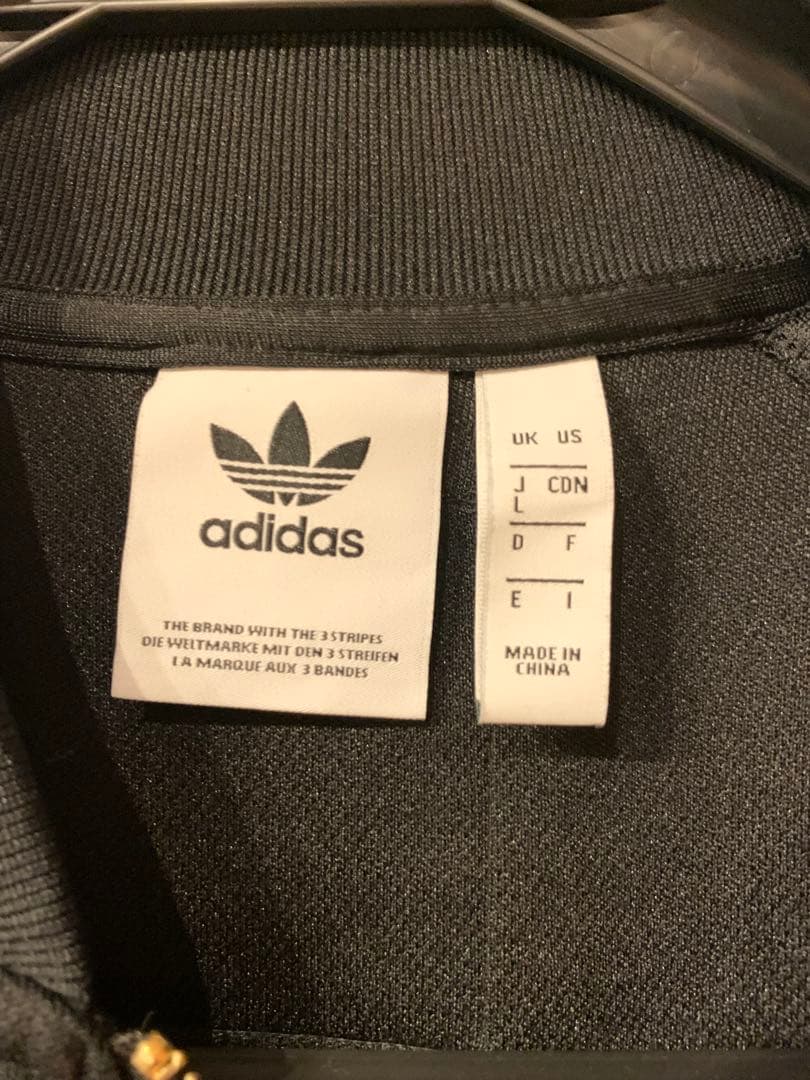 adidas
THE BRAND WITH THE 3 STRIPES
DIE WELTMARKE MIT DEN 3 STREIFEN
LA MARQUE AUX 3 BANDES
UK US
J CDN
L
D F
E I
MADE IN
CHINA